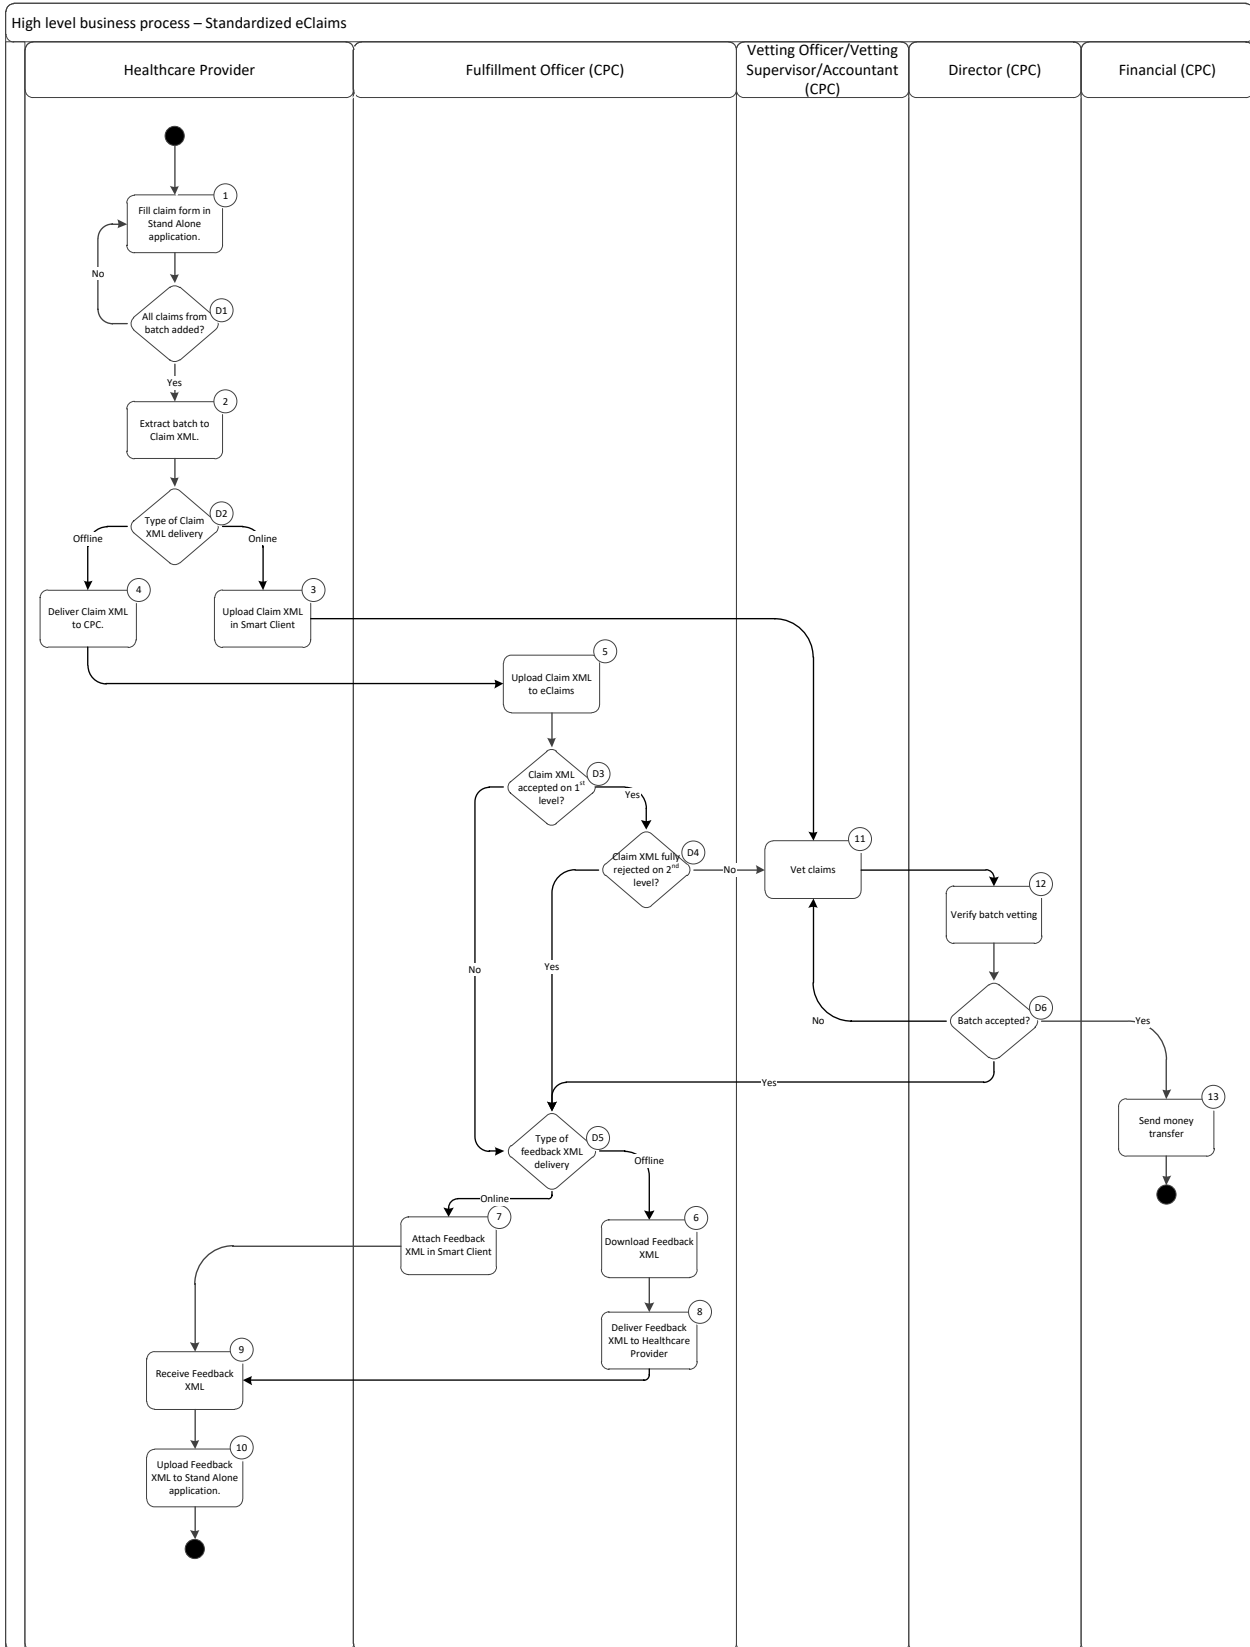 High level business process – Standardized eClaims
Healthcare Provider
Fulfillment Officer (CPC)
Vetting Officer/Vetting
Supervisor/Accountant
(CPC)
Director (CPC)
Financial (CPC)
1
Fill claim form in
Stand Alone
application.
No
D1
All claims from
batch added?
Yes
2
Extract batch to
Claim XML.
D2
Type of Claim
XML delivery
Offline
Online
4
Deliver Claim XML
to CPC.
3
Upload Claim XML
in Smart Client
5
Upload Claim XML
to eClaims
D3
Claim XML
accepted on 1st
level?
Yes
D4
Claim XML fully
rejected on 2nd
level?
No
11
Vet claims
12
Verify batch vetting
No
Yes
D6
Batch accepted?
No
Yes
Yes
13
Send money
transfer
D5
Type of
feedback XML
delivery
Offline
Online
7
Attach Feedback
XML in Smart Client
6
Download Feedback
XML
8
Deliver Feedback
XML to Healthcare
Provider
9
Receive Feedback
XML
10
Upload Feedback
XML to Stand Alone
application.